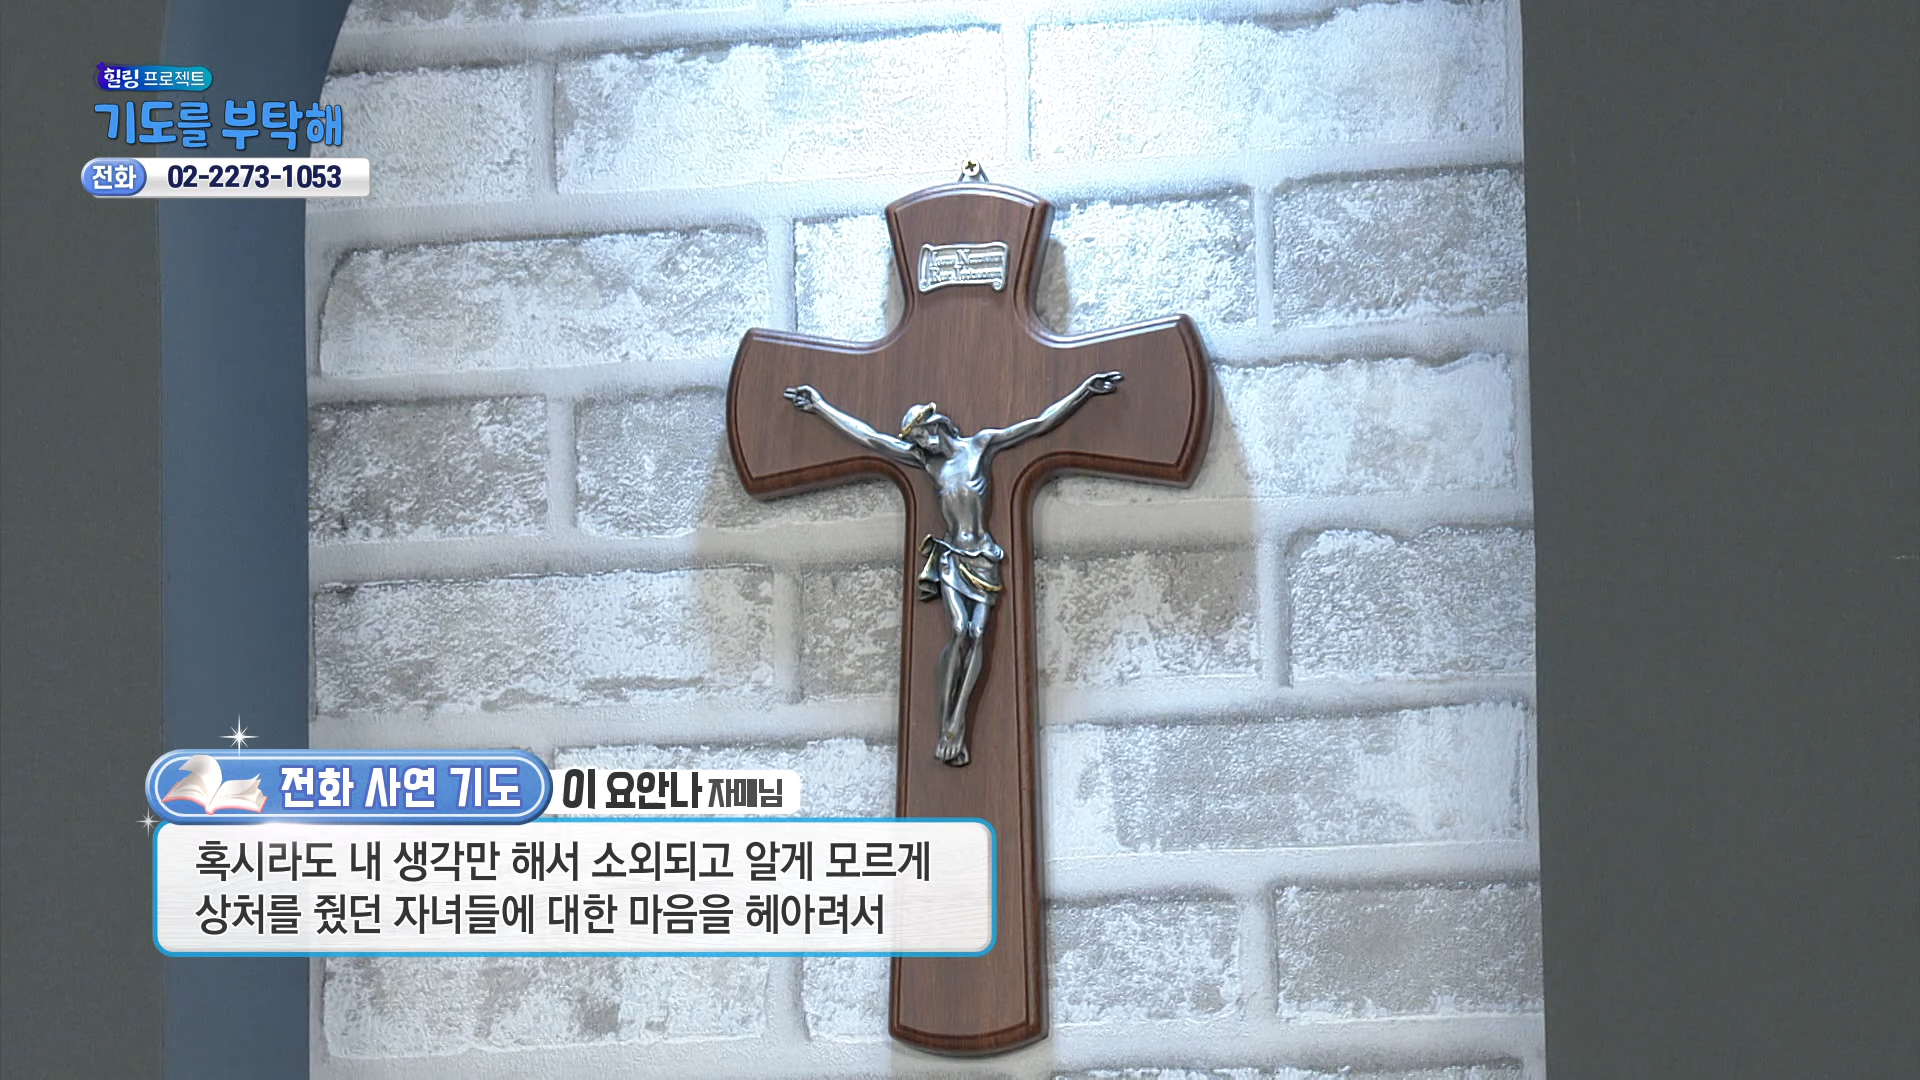 힐링 프로젝트
기도를 부탁해
전화 02-2273-1053
전화 사연 기도 이 요안나 자매님
혹시라도 내 생각만 해서 소외되고 알게 모르게
상처를 줬던 자녀들에 대한 마음을 헤아려서